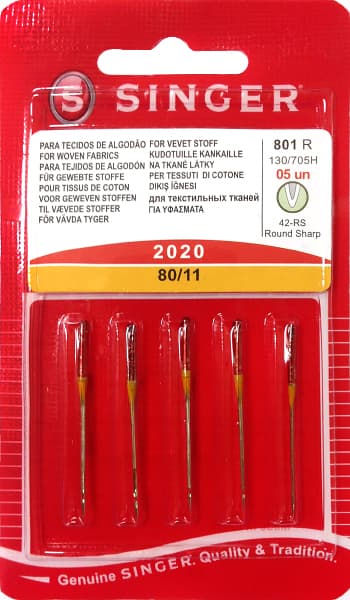 S SINGER®
PARA TECIDOS DE ALGODÃO
FOR WOVEN FABRICS
PARA TEJIDOS DE ALGODÓN
FÜR GEWEBTE STOFFE
POUR TISSUS DE COTON
VOOR GEWEVEN STOFFEN
TIL VÆVEDE STOFFER
FÖR VÄVDA TYGER
FOR VEVET STOFF
KUDOTUILLE KANKAILLE
NA TKANÉ LÁTKY
PER TESSUTI DI COTONE
DIKIŞ İĞNESI
для текстильных тканей
ΓΙΑ ΥΦΑΣΜΑΤΑ
801 R
130/705H
05 un
42-RS
Round Sharp
2020
80/11
Genuine SINGER. Quality & Tradition.